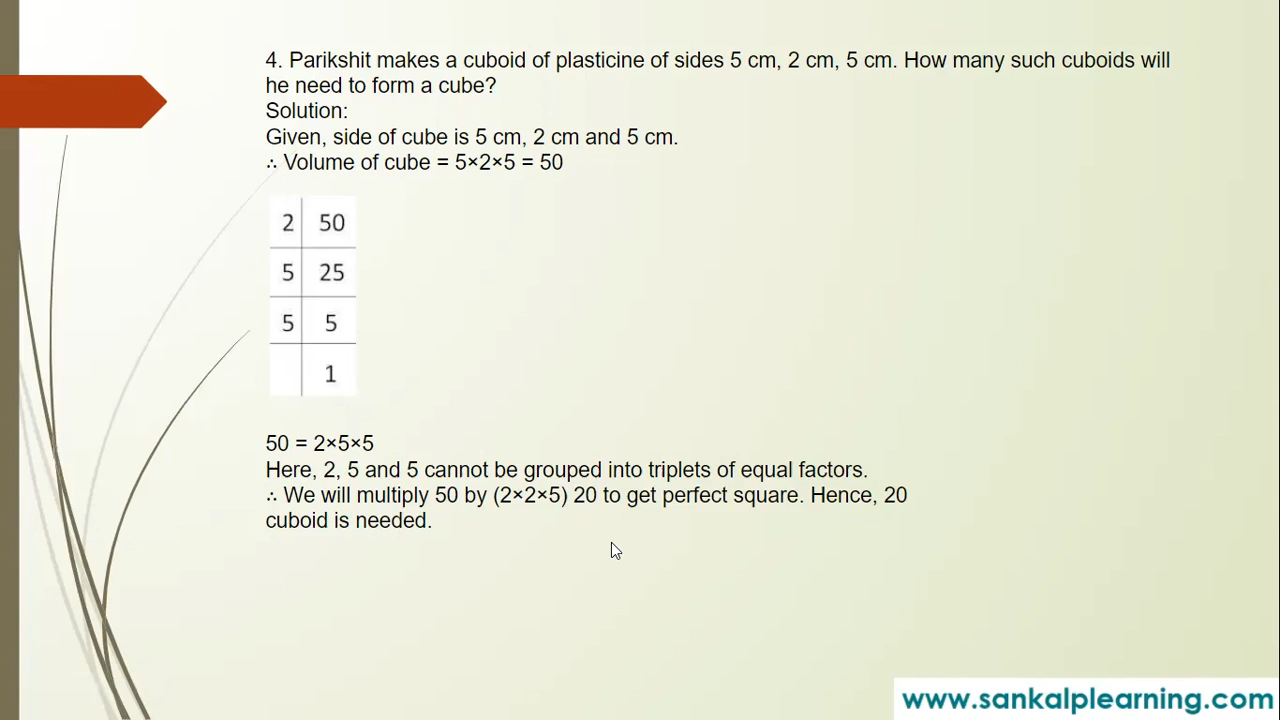 4. Parikshit makes a cuboid of plasticine of sides 5 cm, 2 cm, 5 cm. How many such cuboids will
he need to form a cube?
Solution:
Given, side of cube is 5 cm, 2 cm and 5 cm.
∴ Volume of cube = 5×2×5 = 50
2 50
5 25
5 5
1
50 = 2×5×5
Here, 2, 5 and 5 cannot be grouped into triplets of equal factors.
∴ We will multiply 50 by (2×2×5) 20 to get perfect square. Hence, 20
cuboid is needed.
www.sankalplearning.com